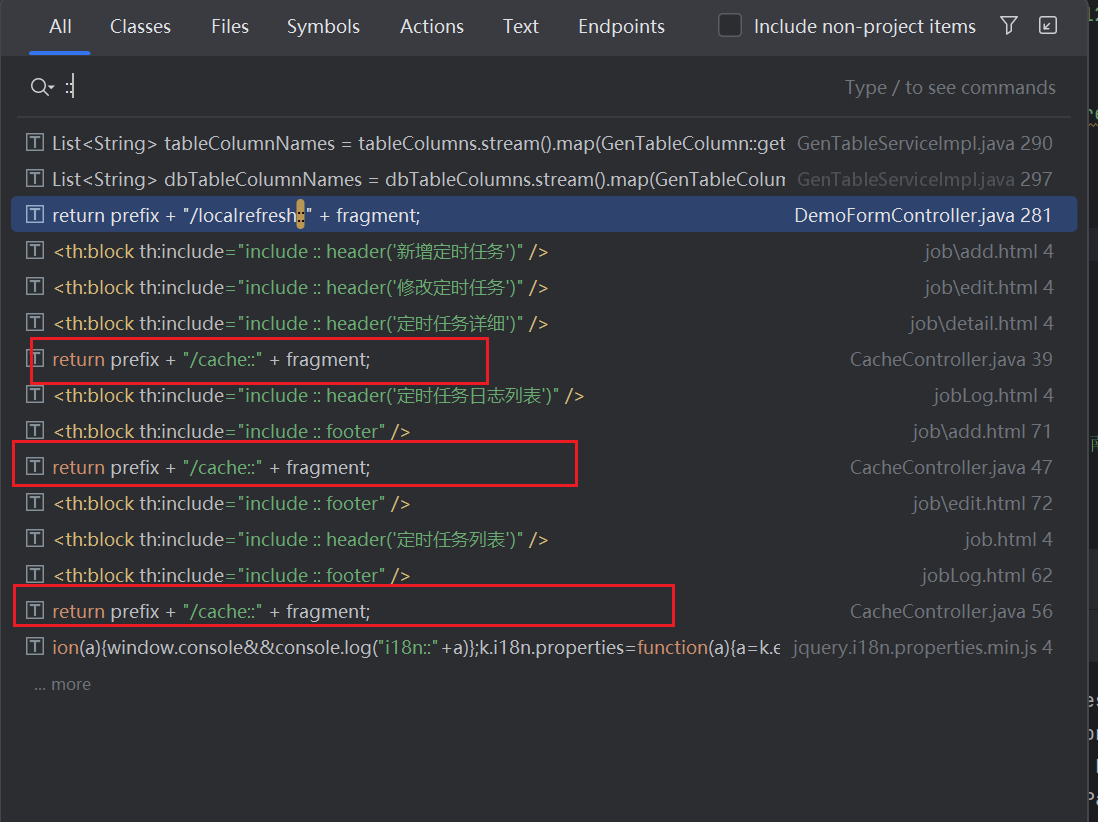 All Classes Files Symbols Actions Text Endpoints Include non-project items
:: Type / to see commands
T List<String> tableColumnNames = tableColumns.stream().map(GenTableColumn::get GenTableServiceImpl.java 290
T List<String> dbTableColumnNames = dbTableColumns.stream().map(GenTableColum GenTableServiceImpl.java 297
T return prefix + "/localrefresh::" + fragment; DemoFormController.java 281
T <th:block th:include="include :: header('新增定时任务')" /> job\add.html 4
T <th:block th:include="include :: header('修改定时任务')" /> job\edit.html 4
T <th:block th:include="include :: header('定时任务详细')" /> job\detail.html 4
T return prefix + "/cache::" + fragment; CacheController.java 39
T <th:block th:include="include :: header('定时任务日志列表')" /> jobLog.html 4
T <th:block th:include="include :: footer" /> job\add.html 71
T return prefix + "/cache::" + fragment; CacheController.java 47
T <th:block th:include="include :: footer" /> job\edit.html 72
T <th:block th:include="include :: header('定时任务列表')" /> job.html 4
T <th:block th:include="include :: footer" /> jobLog.html 62
T return prefix + "/cache::" + fragment; CacheController.java 56
T ion(a){window.console&&console.log("i18n::"+a)};k.i18n.properties=function(a){a=k.e jquery.i18n.properties.min.js 4
... more